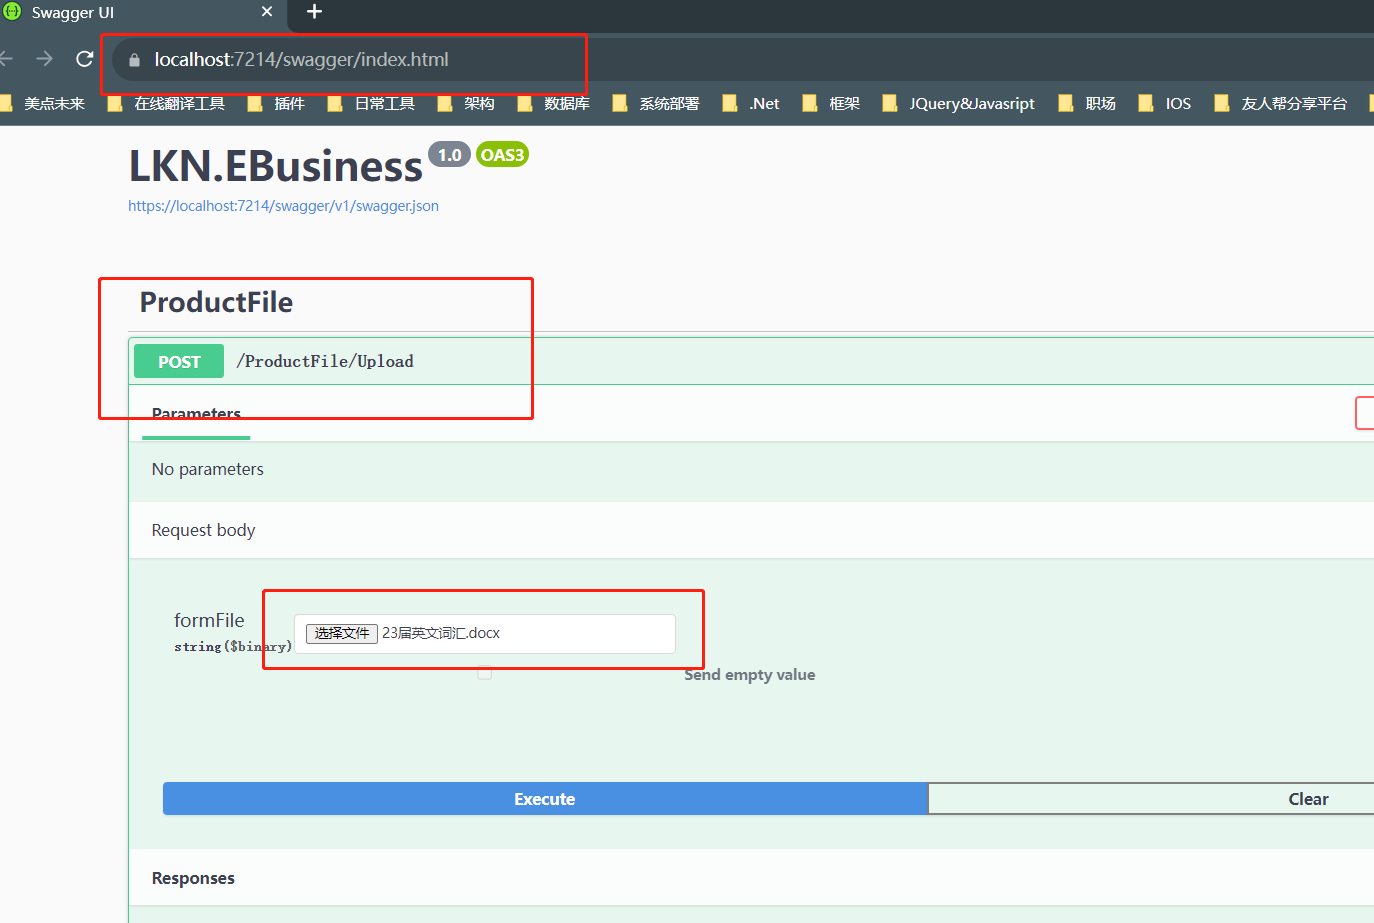 Swagger UI
localhost:7214/swagger/index.html
美点未来 在线翻译工具 插件 日常工具 架构 数据库 系统部署 .Net 框架 JQuery&Javasript 职场 IOS 友人帮分享平台
LKN.EBusiness 1.0 OAS3
https://localhost:7214/swagger/v1/swagger.json
ProductFile
POST /ProductFile/Upload
Parameters
No parameters
Request body
formFile
选择文件 23届英文词汇.docx
string($binary)
Send empty value
Execute Clear
Responses